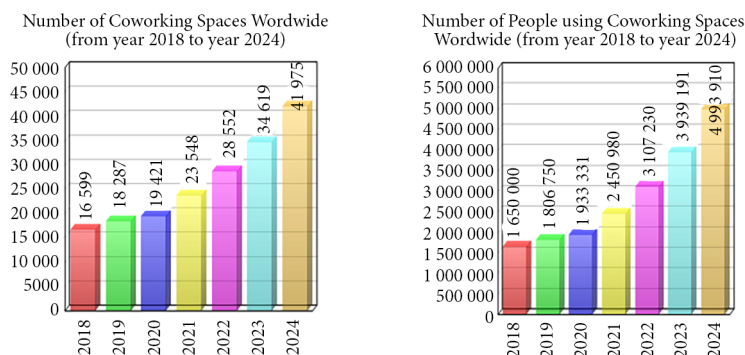 Number of Coworking Spaces Wordwide
(from year 2018 to year 2024)
50 000
45 000
40 000
35 000
30 000
25 000
20 000
15 000
10 000
5000
0
16 599
18 287
19 421
23 548
28 552
34 619
41 975
2018
2019
2020
2021
2022
2023
2024
Number of People using Coworking Spaces
Wordwide (from year 2018 to year 2024)
6 000 000
5 500 000
5 000 000
4 500 000
4 000 000
3 500 000
3 000 000
2 500 000
2 000 000
1 500 000
1 000 000
500 000
0
1 650 000
1 806 750
1 933 331
2 450 980
3 107 230
3 939 191
4 993 910
2018
2019
2020
2021
2022
2023
2024